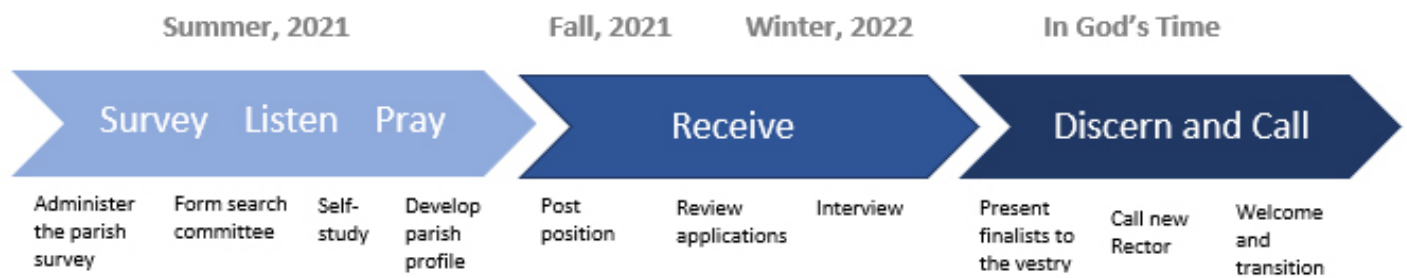 Summer, 2021
Fall, 2021
Winter, 2022
In God's Time
Survey Listen Pray
Receive
Discern and Call
Administer
the parish
survey
Form search
committee
Self-
study
Develop
parish
profile
Post
position
Review
applications
Interview
Present
finalists to
the vestry
Call new
Rector
Welcome
and
transition